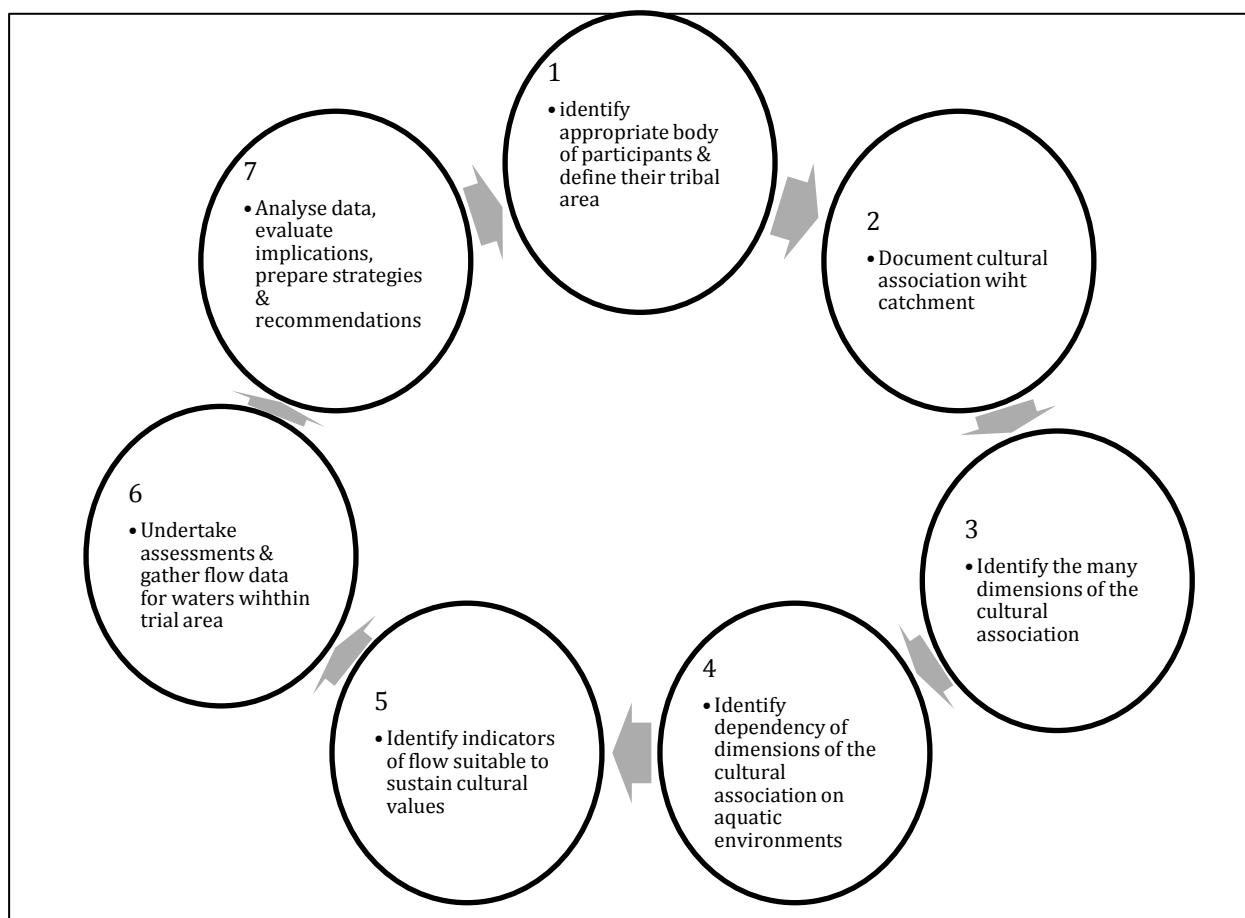 1
• identify
appropriate body
of participants &
define their tribal
area
2
• Document cultural
association wiht
catchment
3
• Identify the many
dimensions of the
cultural
association
4
• Identify
dependency of
dimensions of the
cultural
association on
aquatic
environments
5
• Identify indicators
of flow suitable to
sustain cultural
values
6
• Undertake
assessments &
gather flow data
for waters wihthin
trial area
7
• Analyse data,
evaluate
implications,
prepare strategies
&
recommendations